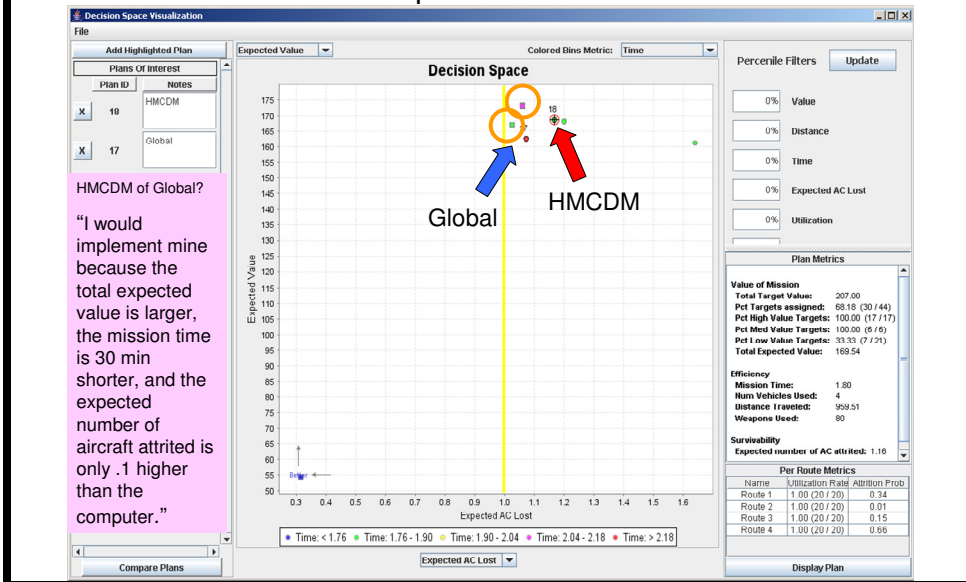 Decision Space Visualization
File
Add Highlighted Plan
Plans Of Interest
Plan ID Notes
X 18 HMCDM
X 17 Global
HMCDM of Global?
“I would
implement mine
because the
total expected
value is larger,
the mission time
is 30 min
shorter, and the
expected
number of
aircraft attrited is
only .1 higher
than the
computer.”
Compare Plans
Expected Value
Colored Bins Metric: Time
Decision Space
175
170
165
160
155
150
145
140
135
130
125
120
115
110
105
100
95
90
85
80
75
70
65
60
55
50
Expected Value
18
Global
HMCDM
Better
0.3 0.4 0.5 0.6 0.7 0.8 0.9 1.0 1.1 1.2 1.3 1.4 1.5 1.6
Expected AC Lost
Time: < 1.76 Time: 1.76 - 1.90 Time: 1.90 - 2.04 Time: 2.04 - 2.18 Time: > 2.18
Expected AC Lost
Percenile Filters Update
0% Value
0% Distance
0% Time
0% Expected AC Lost
0% Utilization
Plan Metrics
Value of Mission
Total Target Value: 207.00
Pct Targets assigned: 68.18 (30 / 44)
Pct High Value Targets: 100.00 (17 / 17)
Pct Med Value Targets: 100.00 (6 / 6)
Pct Low Value Targets: 33.33 (7 / 21)
Total Expected Value: 169.54
Efficiency
Mission Time: 1.80
Num Vehicles Used: 4
Distance Traveled: 959.51
Weapons Used: 80
Survivability
Expected number of AC attrited: 1.16
Per Route Metrics
Name Utilization Rate Attrition Prob
Route 1 1.00 (20 / 20) 0.34
Route 2 1.00 (20 / 20) 0.01
Route 3 1.00 (20 / 20) 0.15
Route 4 1.00 (20 / 20) 0.66
Display Plan